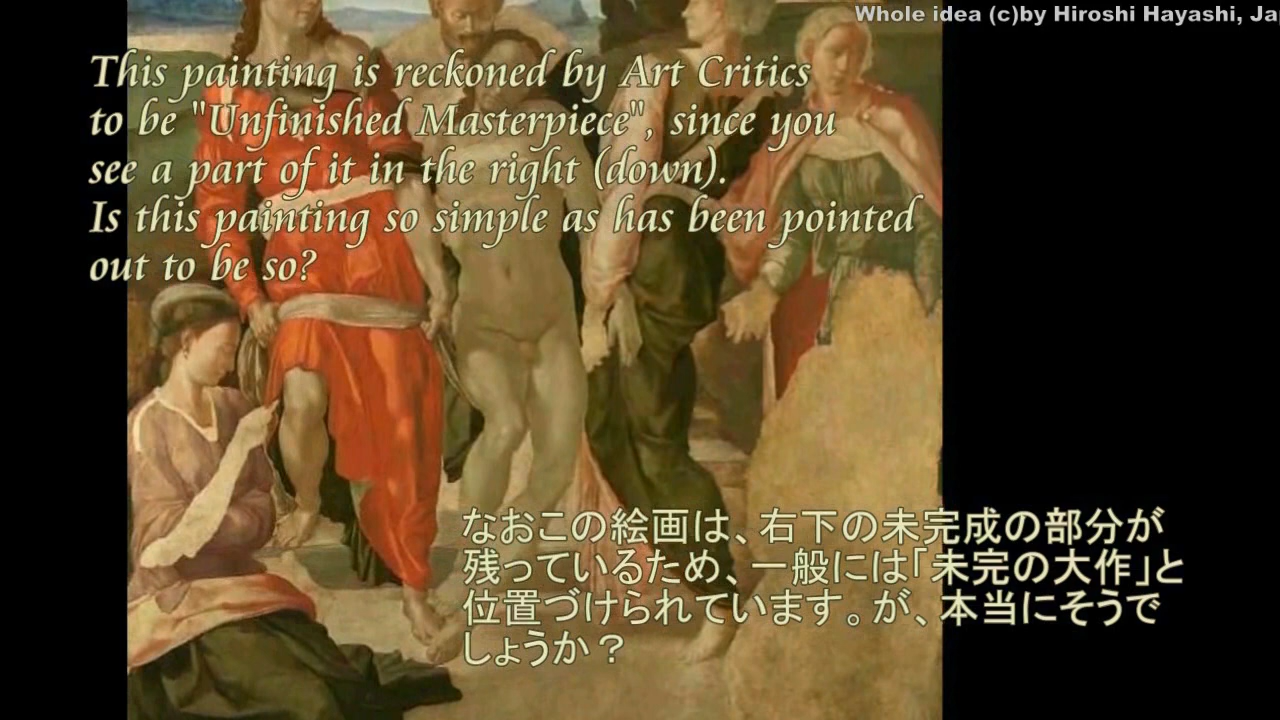 Whole idea (c)by Hiroshi Hayashi, Ja
This painting is reckoned by Art Critics
to be "Unfinished Masterpiece", since you
see a part of it in the right (down).
Is this painting so simple as has been pointed
out to be so?
なおこの絵画は、右下の未完成の部分が
残っているため、一般には「未完の大作」と
位置づけられています。が、本当にそうで
しょうか？